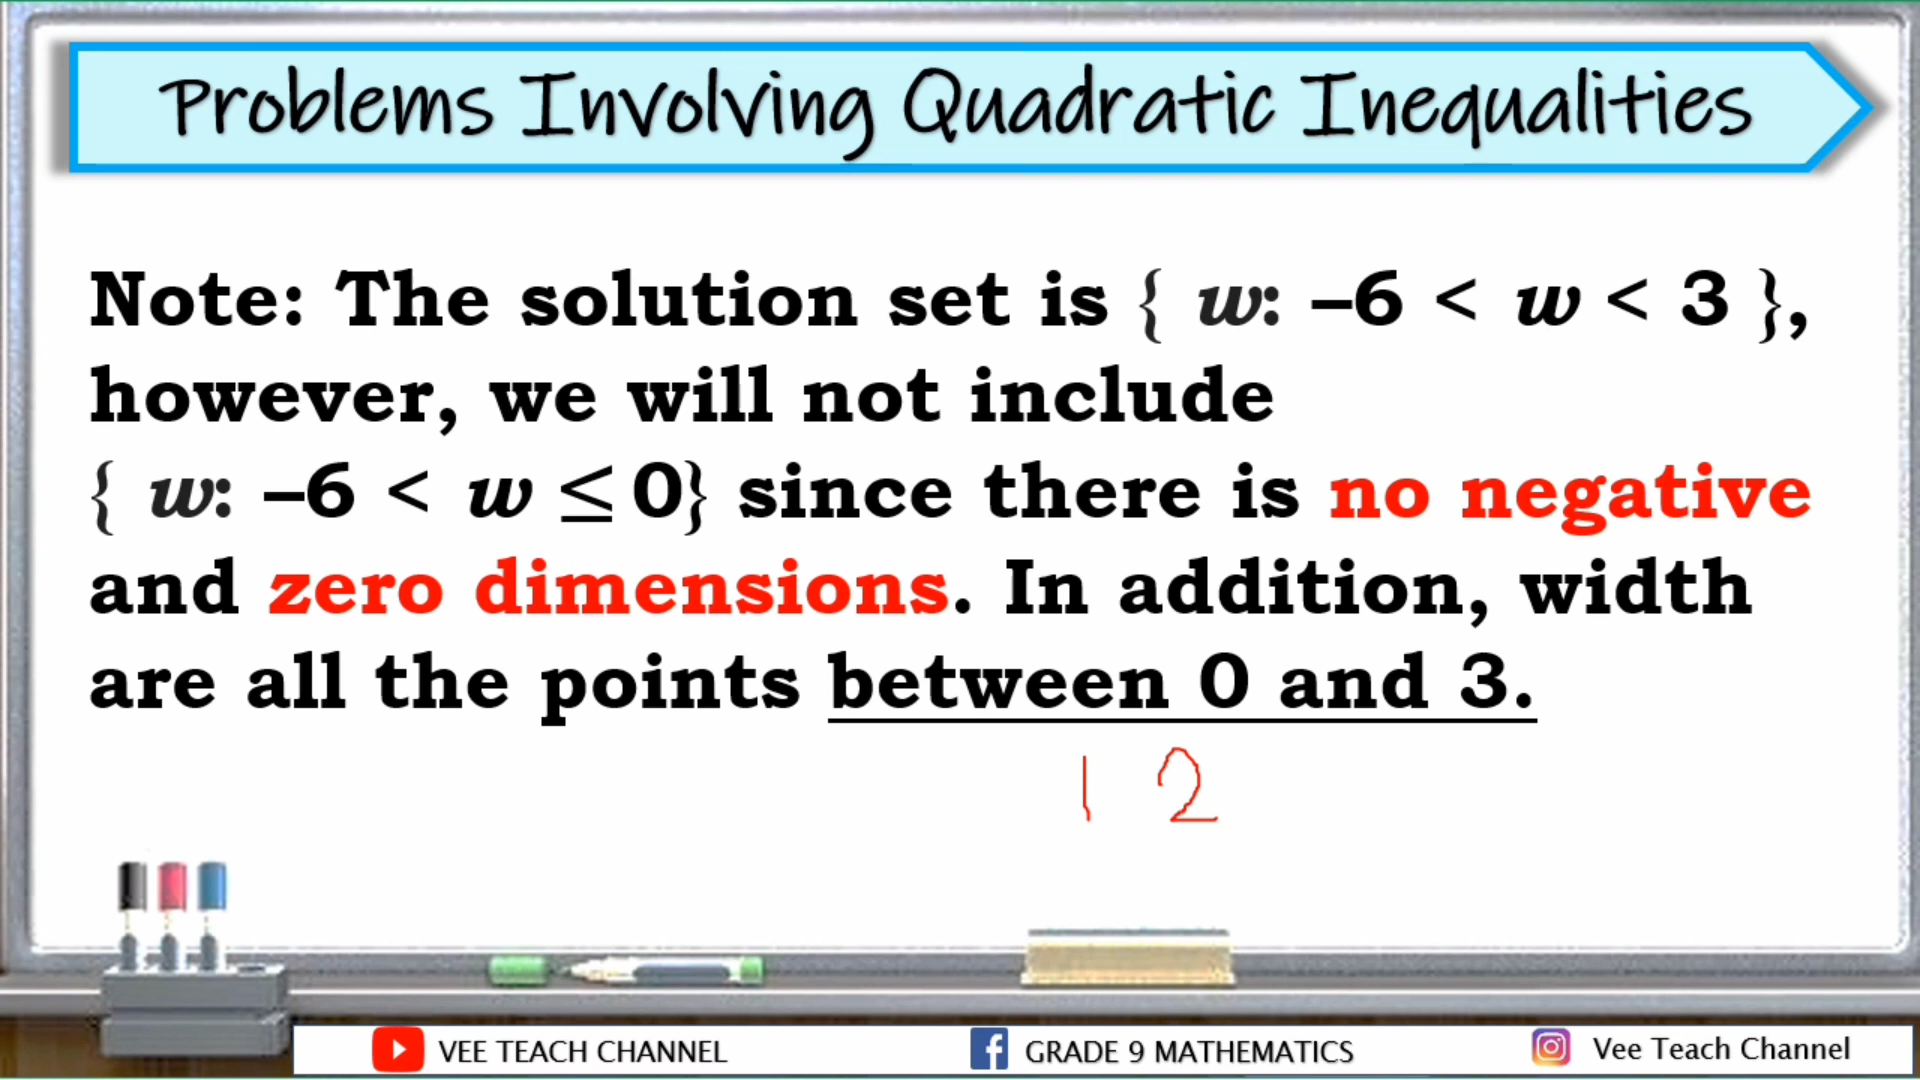 Problems Involving Quadratic Inequalities
Note: The solution set is { w: –6 < w < 3 },
however, we will not include
{ w: –6 < w ≤ 0} since there is no negative
and zero dimensions. In addition, width
are all the points between 0 and 3.
1 2
VEE TEACH CHANNEL
GRADE 9 MATHEMATICS
Vee Teach Channel